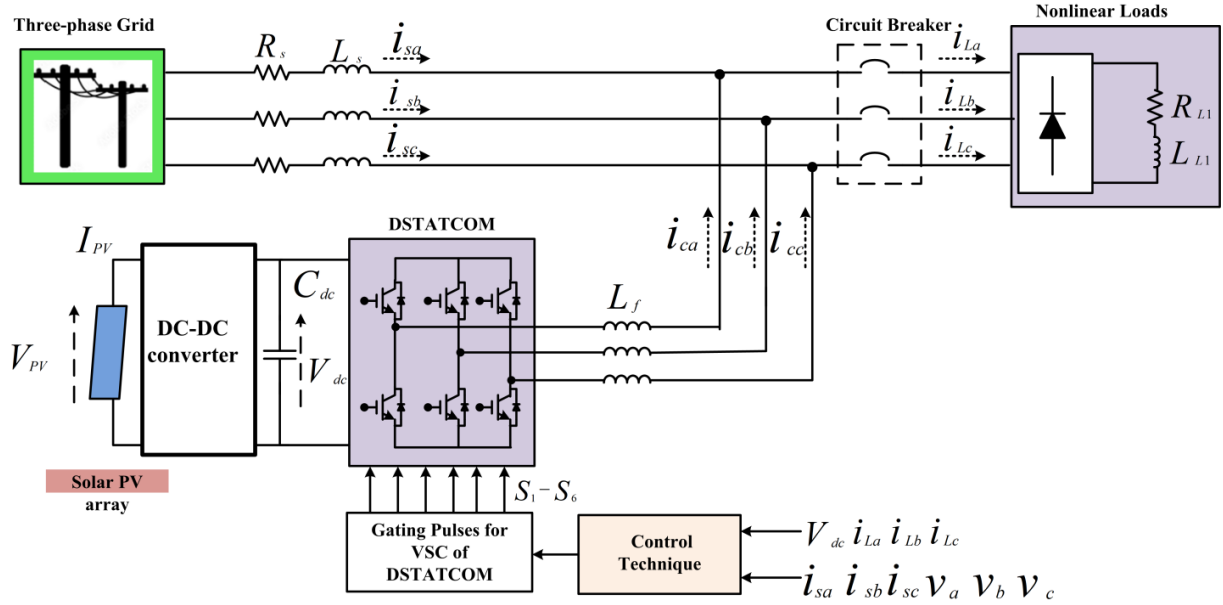 Three-phase Grid
R s
L s
i sa
i sb
i sc
Circuit Breaker
i La
i Lb
i Lc
Nonlinear Loads
R L1
L L1
DSTATCOM
i ca
i cb
i cc
I PV
V PV
DC-DC
converter
C dc
V dc
L f
Solar PV
array
S1-S6
Gating Pulses for
VSC of
DSTATCOM
Control
Technique
V dc i La i Lb i Lc
i sa i sb i sc v a v b v c